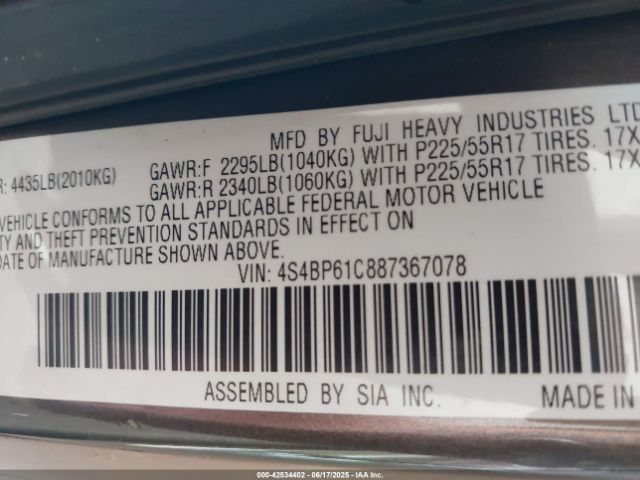 MFD BY FUJI HEAVY INDUSTRIES LTD
R: 4435LB(2010KG) GAWR:F 2295LB(1040KG) WITH P225/55R17 TIRES. 17X
GAWR:R 2340LB(1060KG) WITH P225/55R17 TIRES. 17X
VEHICLE CONFORMS TO ALL APPLICABLE FEDERAL MOTOR VEHICLE
TY AND THEFT PREVENTION STANDARDS IN EFFECT ON
DATE OF MANUFACTURE SHOWN ABOVE.
VIN: 4S4BP61C887367078
ASSEMBLED BY SIA INC. MADE IN
000-42534402 - 06/17/2025 - IAA Inc.